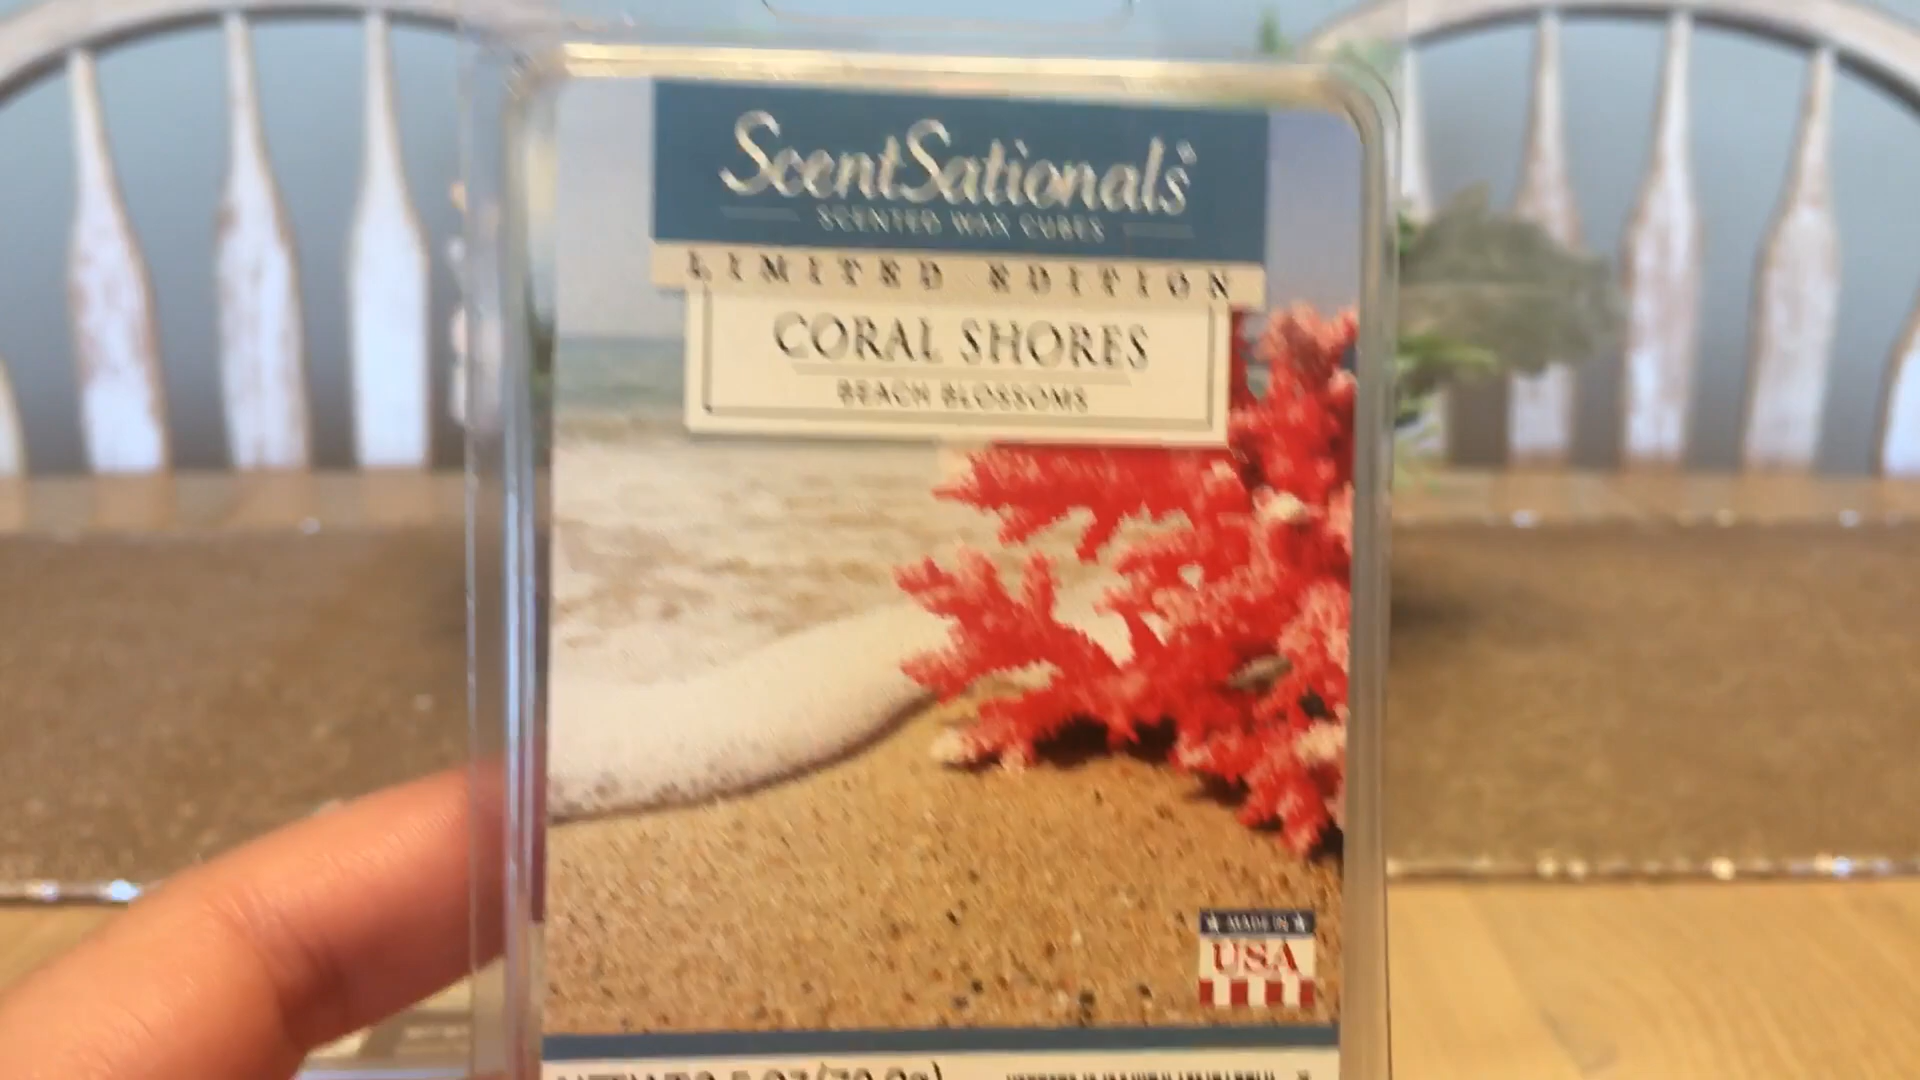 ScentSationals
SCENTED WAX CUBES
LIMITED EDITION
CORAL SHORES
BEACH BLOSSOMS
MADE IN
USA